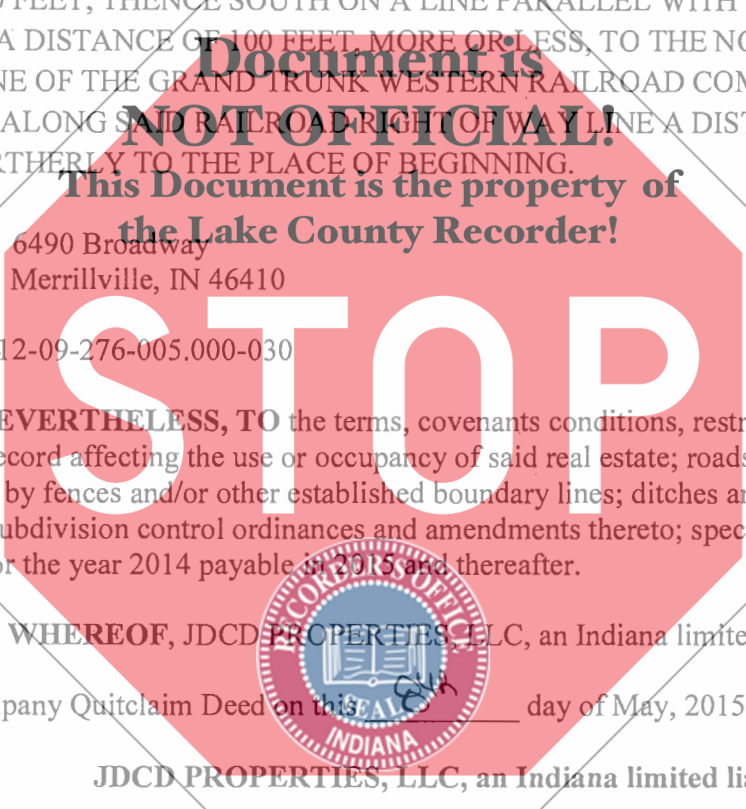 FEET, THENCE SOUTH ON A LINE PARALLEL WITH
A DISTANCE OF 100 FEET, MORE OR LESS, TO THE NO
NE OF THE GRAND TRUNK WESTERN RAILROAD COM
ALONG SAID RAILROAD RIGHT OF WAY LINE A DIST
RTHERLY TO THE PLACE OF BEGINNING.
Document is
NOT OFFICIAL!
This Document is the property of
the Lake County Recorder!
6490 Broadway
Merrillville, IN 46410
STOP
12-09-276-005.000-030
EVERTHELESS, TO the terms, covenants conditions, restr
ecord affecting the use or occupancy of said real estate; roads
by fences and/or other established boundary lines; ditches an
ubdivision control ordinances and amendments thereto; spec
r the year 2014 payable in 2015 and thereafter.
RECORDER'S OFFICE
SEAL
INDIANA
WHEREOF, JDCD PROPERTIES, LLC, an Indiana limite
pany Quitclaim Deed on this day of May, 2015
JDCD PROPERTIES, LLC, an Indiana limited lia